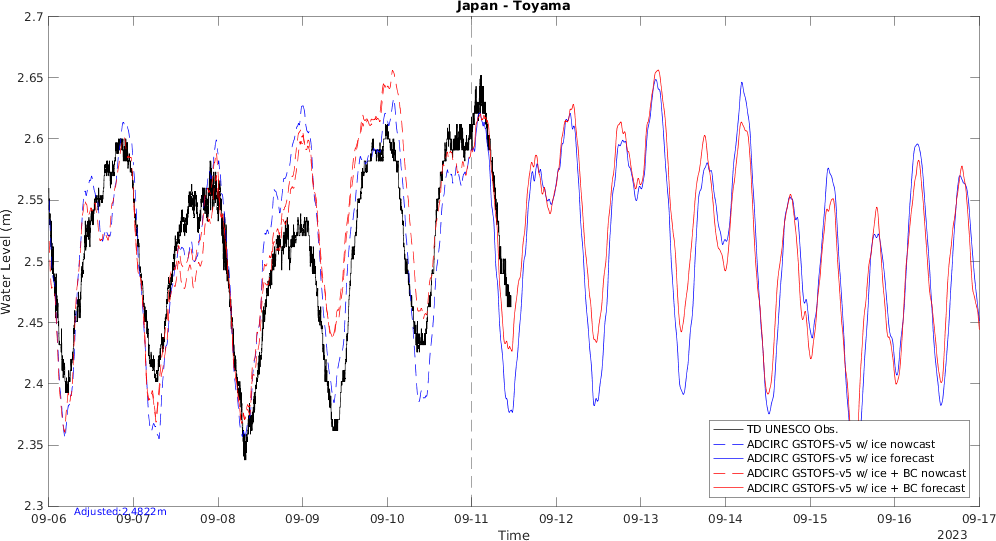 Japan - Toyama
2.7
2.65
2.6
2.55
2.5
2.45
2.4
2.35
2.3
Water Level (m)
TD UNESCO Obs.
ADCIRC GSTOFS-v5 w/ ice nowcast
ADCIRC GSTOFS-v5 w/ ice forecast
ADCIRC GSTOFS-v5 w/ ice + BC nowcast
ADCIRC GSTOFS-v5 w/ ice + BC forecast
Adjusted:2.4822m
09-06 09-07 09-08 09-09 09-10 09-11 09-12 09-13 09-14 09-15 09-16 09-17
Time
2023